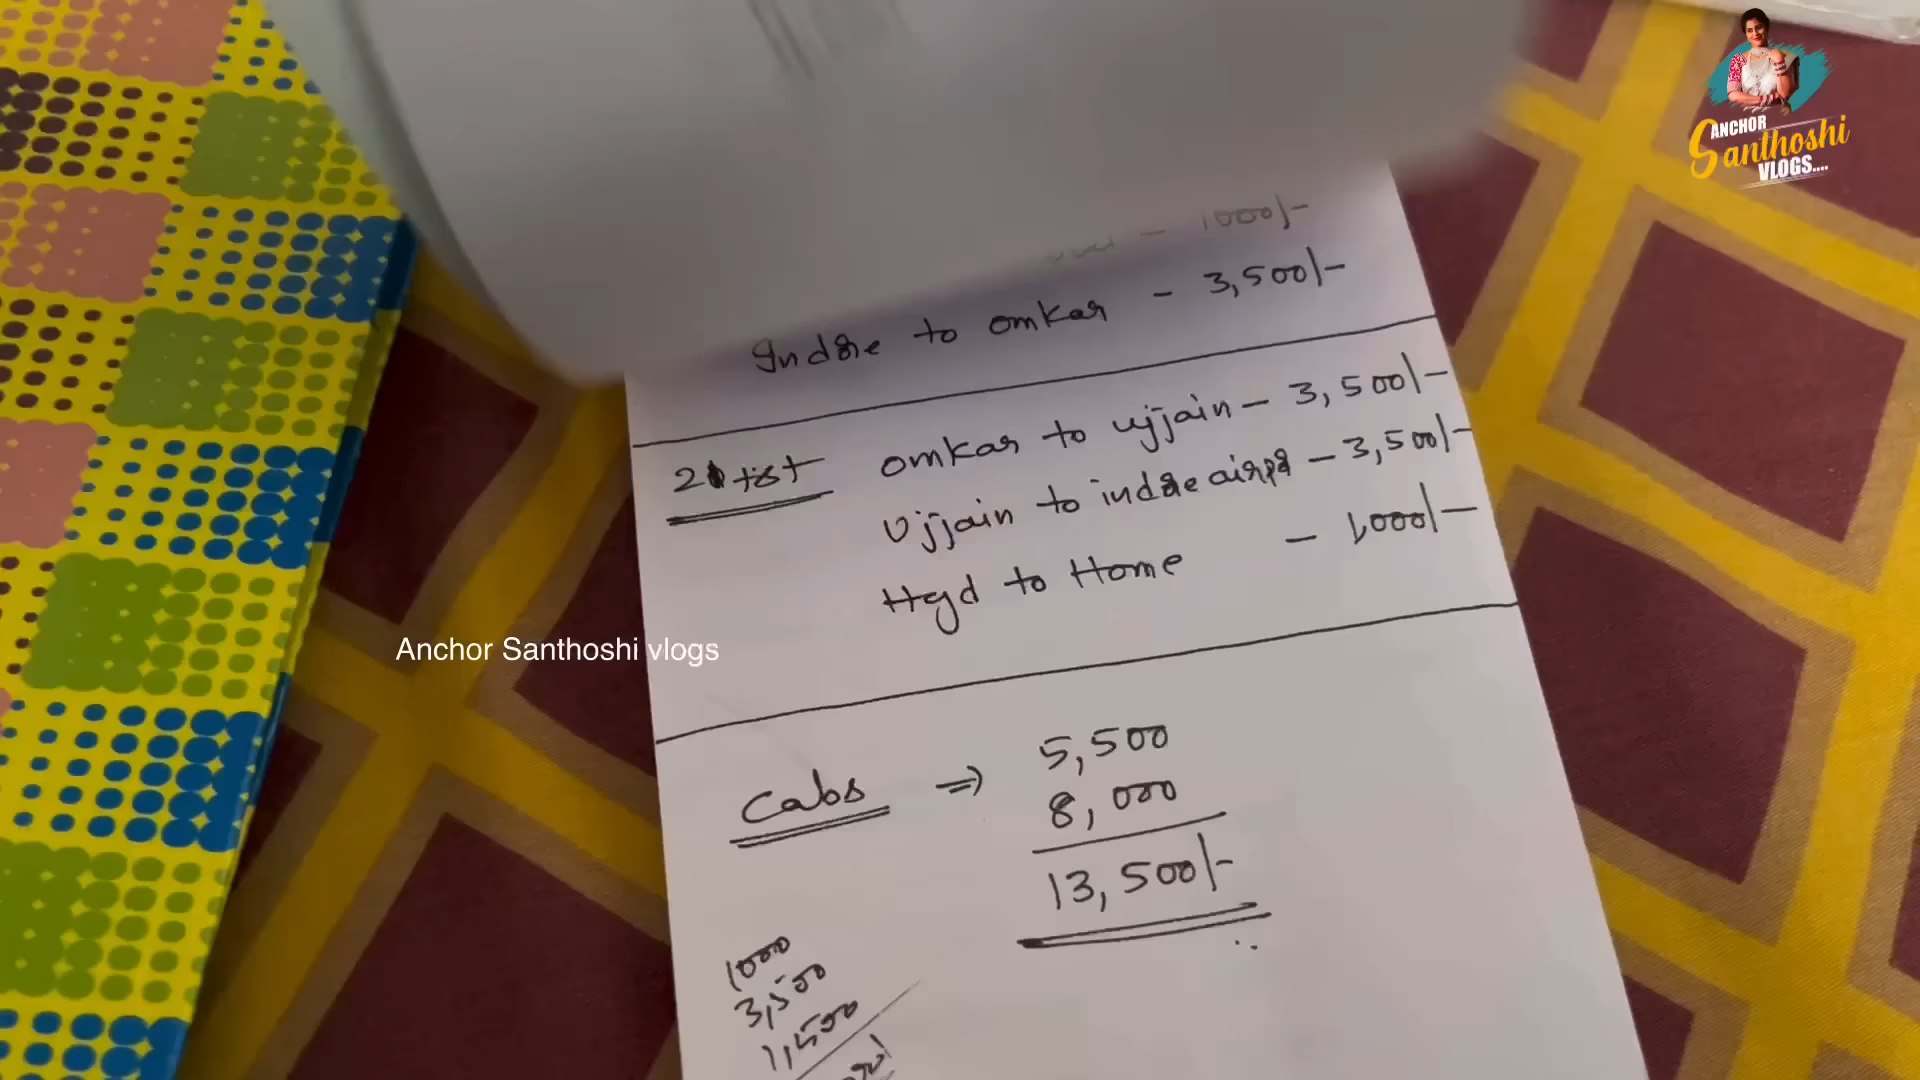 ANCHOR
Santhoshi
VLOGS....
- 1000/-
Indore to omkar - 3,500/-
21st omkar to ujjain - 3,500/-
Ujjain to indore airpo - 3,500/-
Hyd to Home - 1,000/-
Anchor Santhoshi vlogs
Cabs ⇒ 5,500
8,000
13,500/-
1000
3,500
1,500